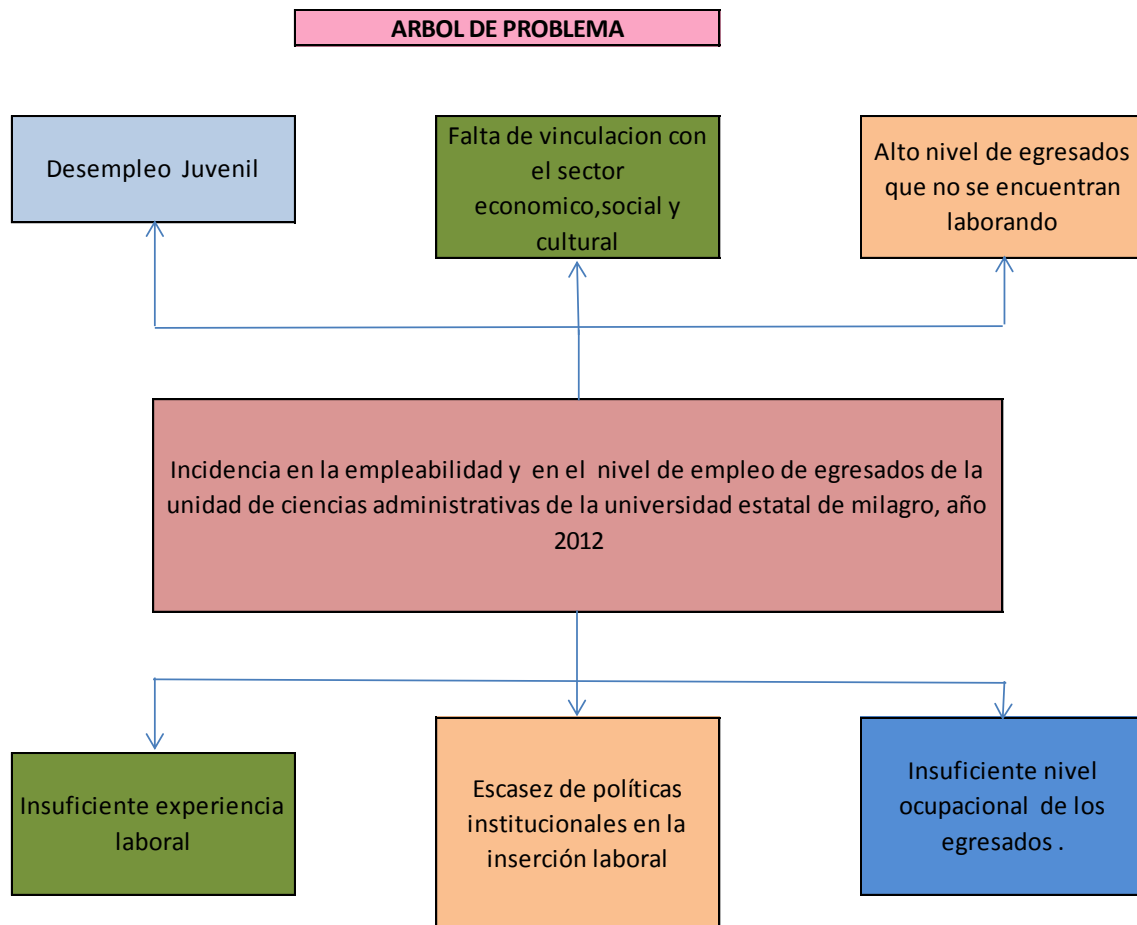 ARBOL DE PROBLEMA
Desempleo Juvenil
Falta de vinculacion con
el sector
economico,social y
cultural
Alto nivel de egresados
que no se encuentran
laborando
Incidencia en la empleabilidad y en el nivel de empleo de egresados de la
unidad de ciencias administrativas de la universidad estatal de milagro, año
2012
Insuficiente experiencia
laboral
Escasez de políticas
institucionales en la
inserción laboral
Insuficiente nivel
ocupacional de los
egresados .